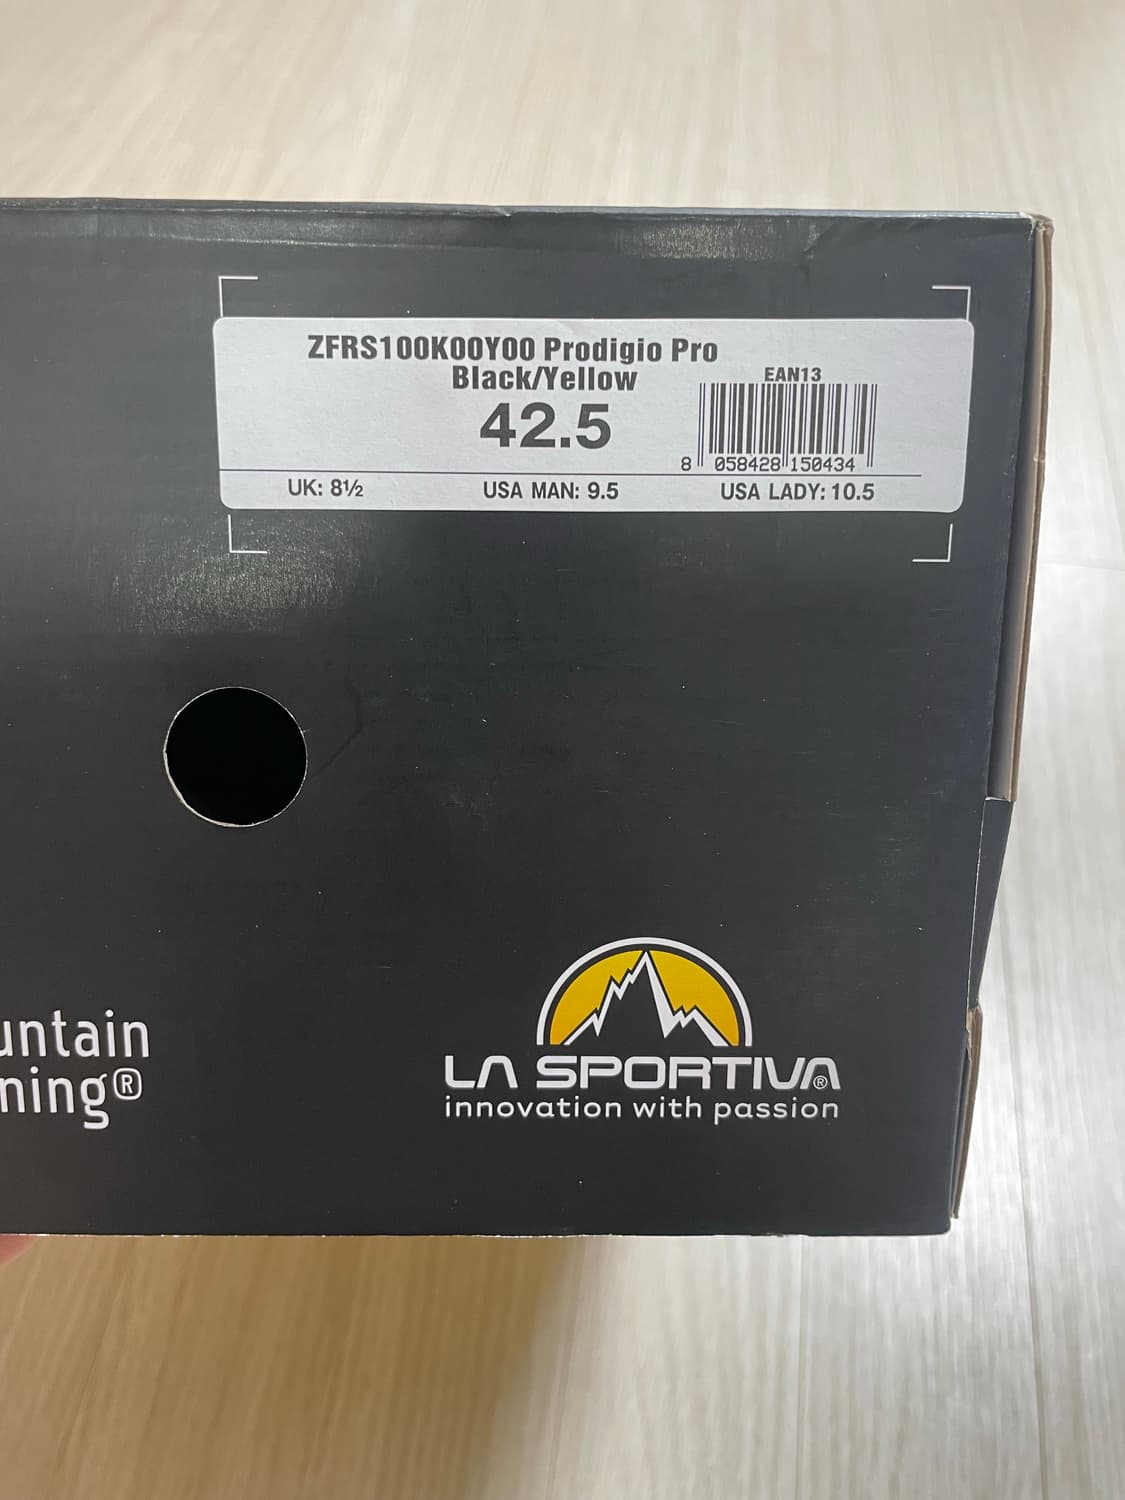 ZFRS100K00Y00 Prodigio Pro
Black/Yellow
EAN13
42.5
8 058428 150434
UK: 8½ USA MAN: 9.5 USA LADY: 10.5
untain
ning®
LA SPORTIVA®
innovation with passion